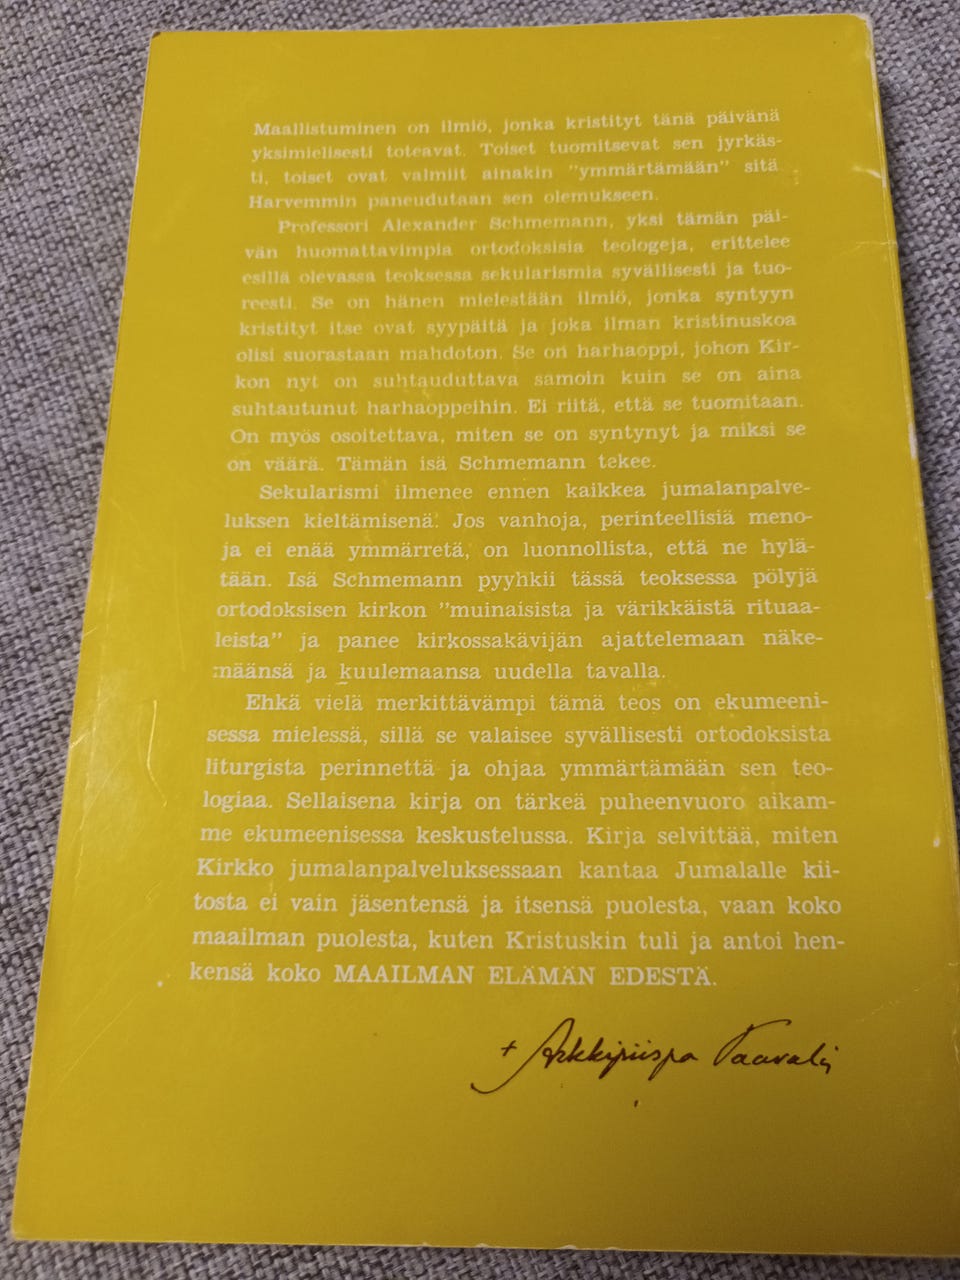 Maallistuminen on ilmiö, jonka kristityt tänä päivänä
yksimielisesti toteavat. Toiset tuomitsevat sen jyrkäs-
ti, toiset ovat valmiit ainakin "ymmärtämään" sitä
Harvemmin paneudutaan sen olemukseen.
Professori Alexander Schmemann, yksi tämän päi-
vän huomattavimpia ortodoksisia teologeja, erittelee
esillä olevassa teoksessa sekularismia syvällisesti ja tuo-
reesti. Se on hänen mielestään ilmiö, jonka syntyyn
kristityt itse ovat syypäitä ja joka ilman kristinuskoa
olisi suorastaan mahdoton. Se on harhaoppi, johon Kir-
kon nyt on suhtauduttava samoin kuin se on aina
suhtautunut harhaoppeihin. Ei riitä, että se tuomitaan.
On myös osoitettava, miten se on syntynyt ja miksi se
on väärä. Tämän isä Schmemann tekee.
Sekularismi ilmenee ennen kaikkea jumalanpalve-
luksen kieltämisenä. Jos vanhoja, perinteellisiä meno-
ja ei enää ymmärretä, on luonnollista, että ne hylä-
tään. Isä Schmemann pyyhkii tässä teoksessa pölyjä
ortodoksisen kirkon "muinaisista ja värikkäistä rituaa-
leista" ja panee kirkossakävijän ajattelemaan näke-
määnsä ja kuulemaansa uudella tavalla.
Ehkä vielä merkittävämpi tämä teos on ekumeeni-
sessa mielessä, sillä se valaisee syvällisesti ortodoksista
liturgista perinnettä ja ohjaa ymmärtämään sen teo-
logiaa. Sellaisena kirja on tärkeä puheenvuoro aikam-
me ekumeenisessa keskustelussa. Kirja selvittää, miten
Kirkko jumalanpalveluksessaan kantaa Jumalalle kii-
tosta ei vain jäsentensä ja itsensä puolesta, vaan koko
maailman puolesta, kuten Kristuskin tuli ja antoi hen-
kensä koko MAAILMAN ELÄMÄN EDESTÄ.
+ Arkkipiispa Paavali